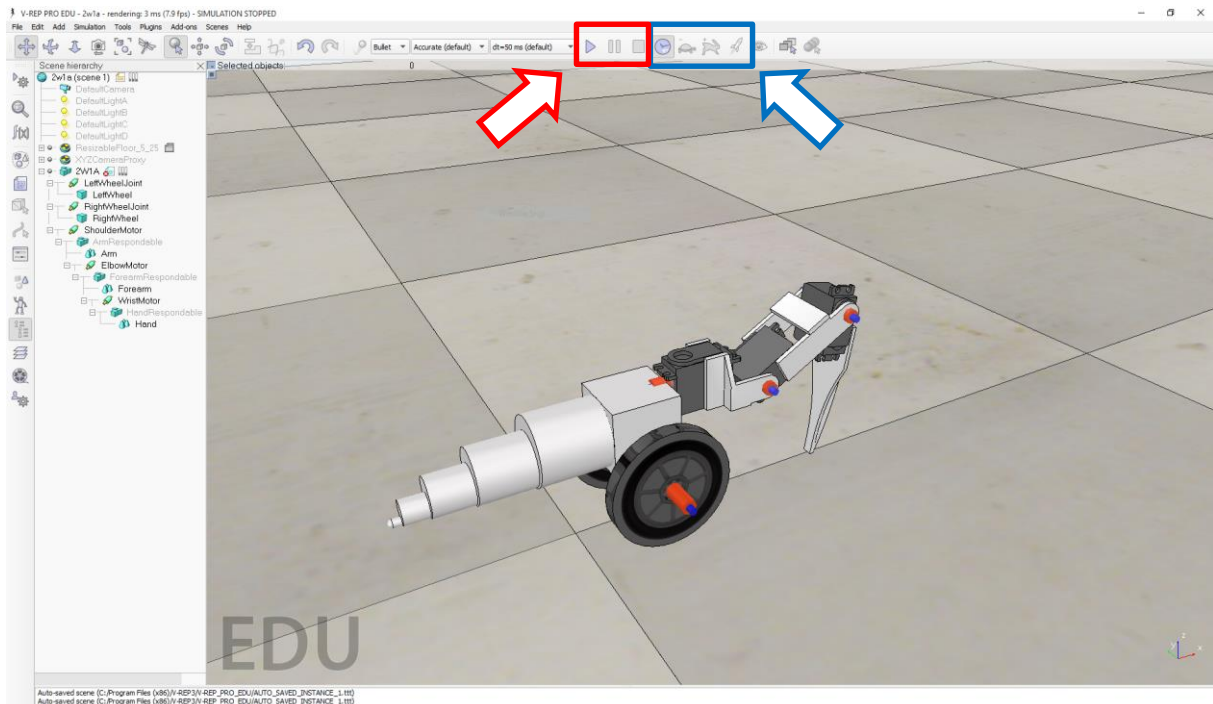 V-REP PRO EDU - 2w1a - rendering: 3 ms (7.9 fps) - SIMULATION STOPPED
File Edit Add Simulation Tools Plugins Add-ons Scenes Help
Bullet Accurate (default) dt=50 ms (default)
Scene hierarchy
Selected objects: 0
2w1a (scene 1)
DefaultCamera
DefaultLightA
DefaultLightB
DefaultLightC
DefaultLightD
ResizableFloor_5_25
XYZCameraProxy
2W1A
LeftWheelJoint
LeftWheel
RightWheelJoint
RightWheel
ShoulderMotor
ArmRespondable
Arm
ElbowMotor
ForearmRespondable
Forearm
WristMotor
HandRespondable
Hand
f(x)
EDU
z
y
x
Auto-saved scene (C:/Program Files (x86)/V-REP3/V-REP_PRO_EDU/AUTO_SAVED_INSTANCE_1.ttt)
Auto-saved scene (C:/Program Files (x86)/V-REP3/V-REP_PRO_EDU/AUTO_SAVED_INSTANCE_1.ttt)